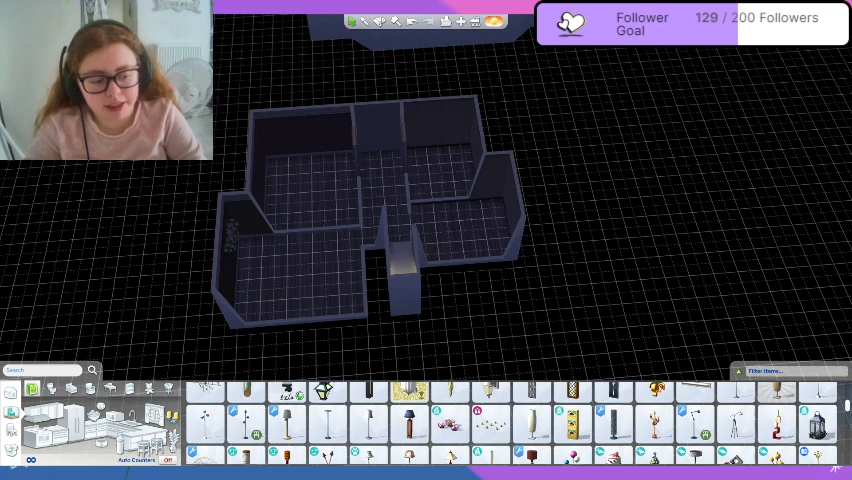 Follower Goal
129 / 200 Followers
Search
Filter Items...
Auto Counters
Off